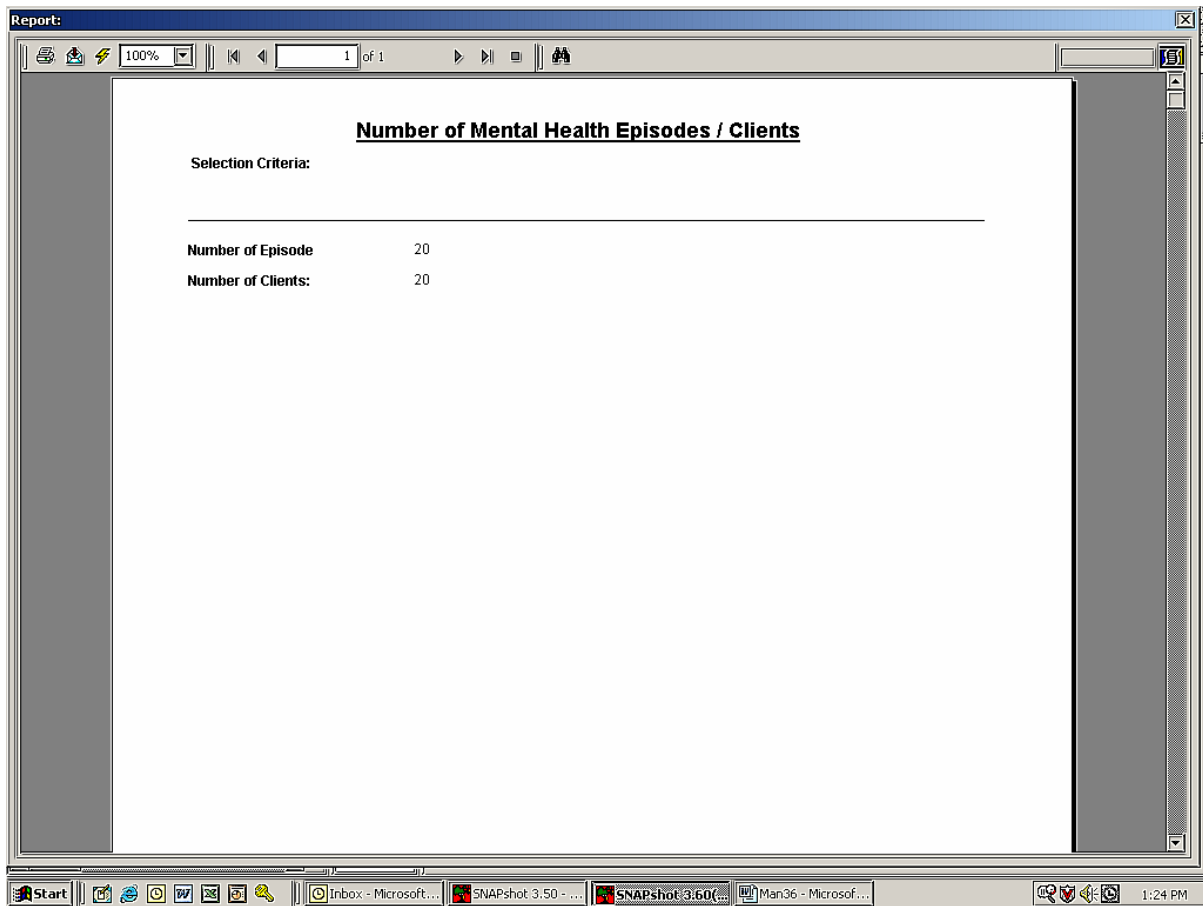 Report:
100%
1 of 1
Number of Mental Health Episodes / Clients
Selection Criteria:
Number of Episode 20
Number of Clients: 20
Start Inbox - Microsoft... SNAPshot 3.50 - ... SNAPshot 3.60(... Man36 - Microsof... 1:24 PM